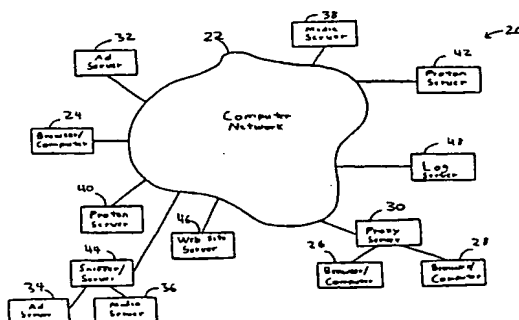 38
Media
Server
20
32
Ad
Server
22
42
Proton
Server
24
Browser/
Computer
Computer
Network
48
Log
Server
40
Proton
Server
46
Web Site
Server
30
Proxy
Server
44
Sniffer/
Server
26
Browser/
Computer
28
Browser/
Computer
34
Ad
Server
36
Media
Server